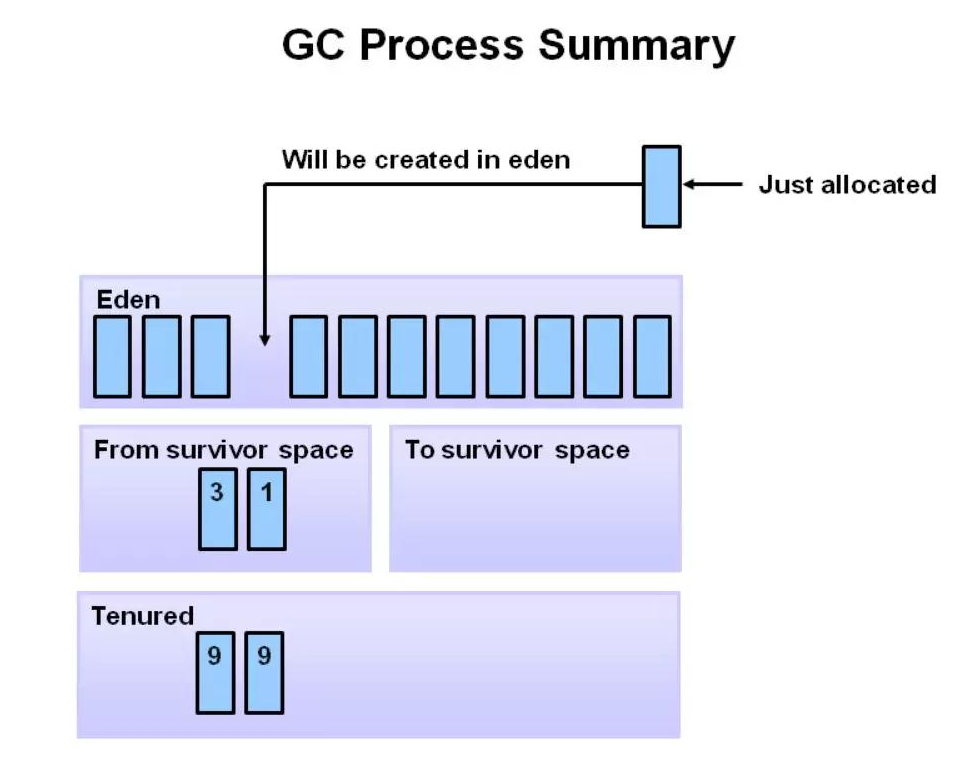 GC Process Summary
Will be created in eden
Just allocated
Eden
From survivor space
To survivor space
3 1
Tenured
9 9